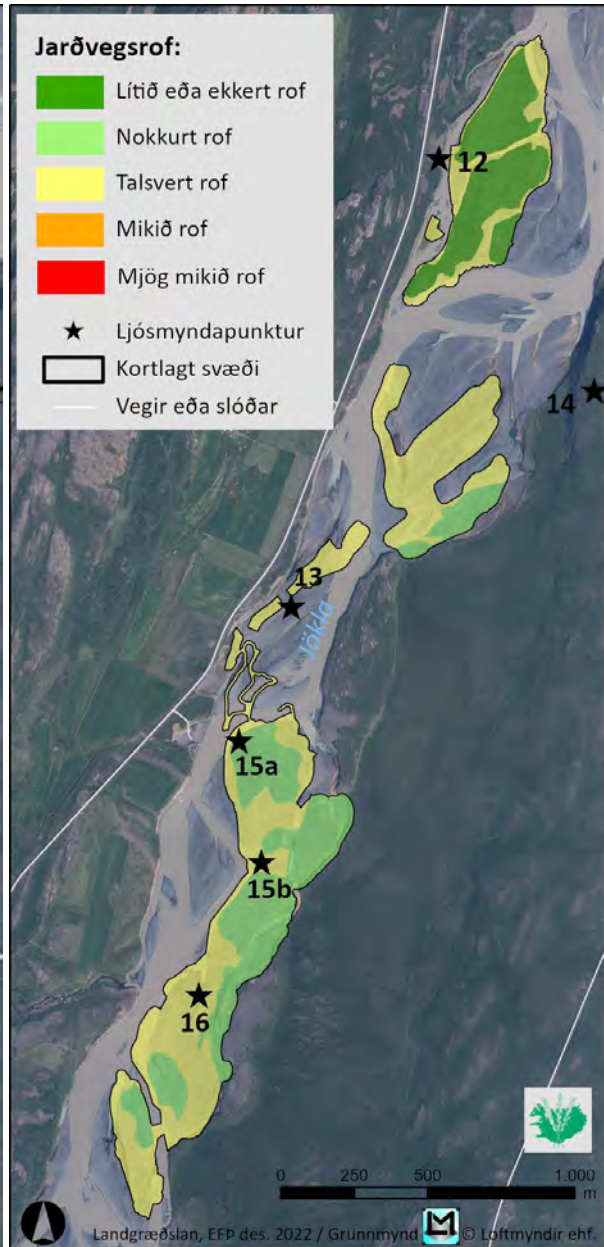 Jarðvegsrof:
Lítið eða ekkert rof
Nokkurt rof
Talsvert rof
Mikið rof
Mjög mikið rof
Ljósmyndapunktur
Kortlagt svæði
Vegir eða slóðar
12
14
13
Jökla
15a
15b
16
0 250 500 1.000
m
Landgræðslan, EFÞ des. 2022 / Grunnmynd © Loftmyndir ehf.